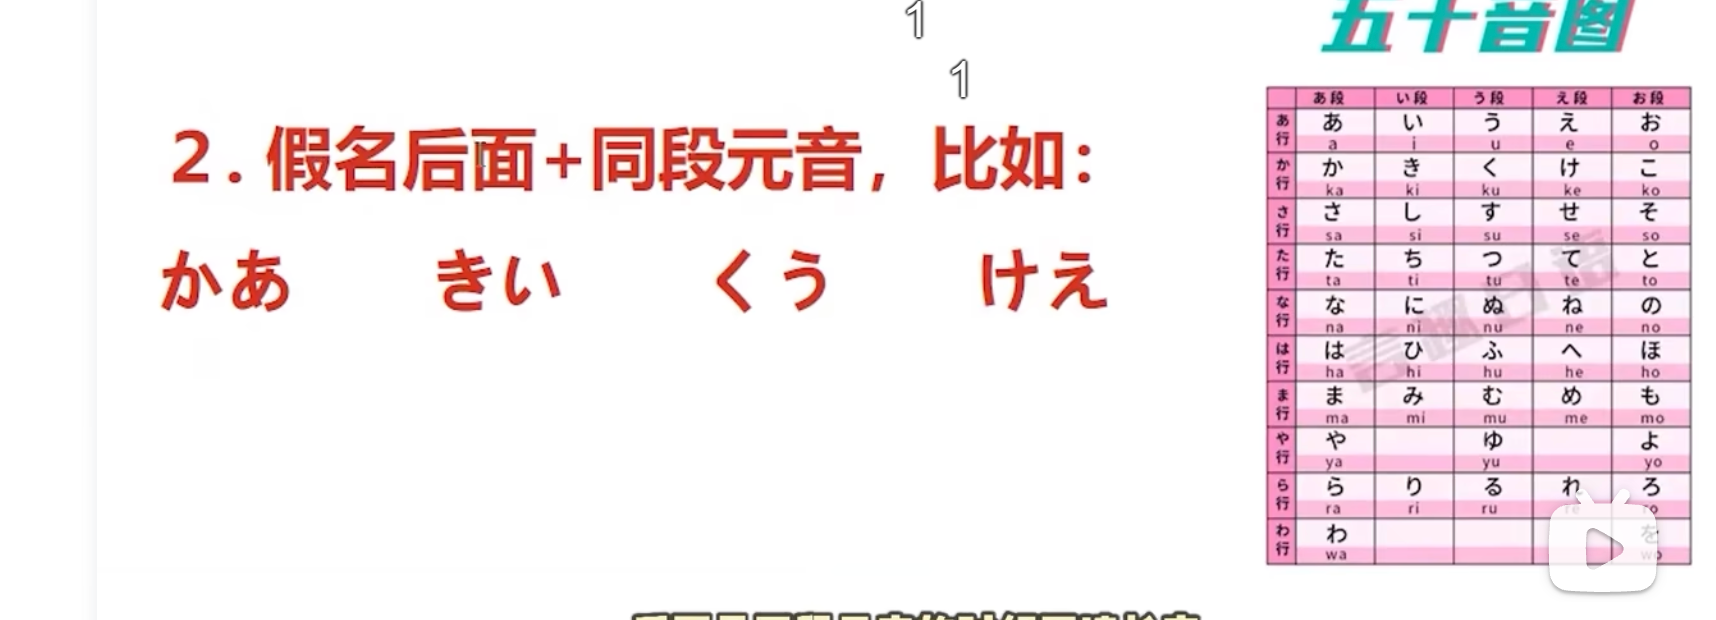 1
1
五十音图
2.假名后面+同段元音，比如：
かあ きい くう けえ
あ段 い段 う段 え段 お段
あ行 あ い う え お
a i u e o
か行 か き く け こ
ka ki ku ke ko
さ行 さ し す せ そ
sa si su se so
た行 た ち つ て と
ta ti tu te to
な行 な に ぬ ね の
na ni nu ne no
は行 は ひ ふ へ ほ
ha hi hu he ho
ま行 ま み む め も
ma mi mu me mo
や行 や ゆ よ
ya yu yo
ら行 ら り る れ ろ
ra ri ru re ro
わ行 わ を
wa wo